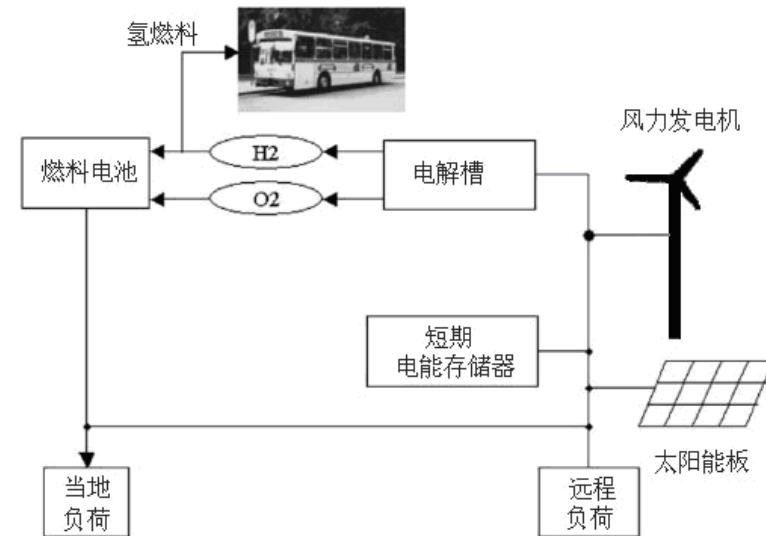 氢燃料
风力发电机
燃料电池
H2
电解槽
O2
短期
电能存储器
太阳能板
当地
负荷
远程
负荷